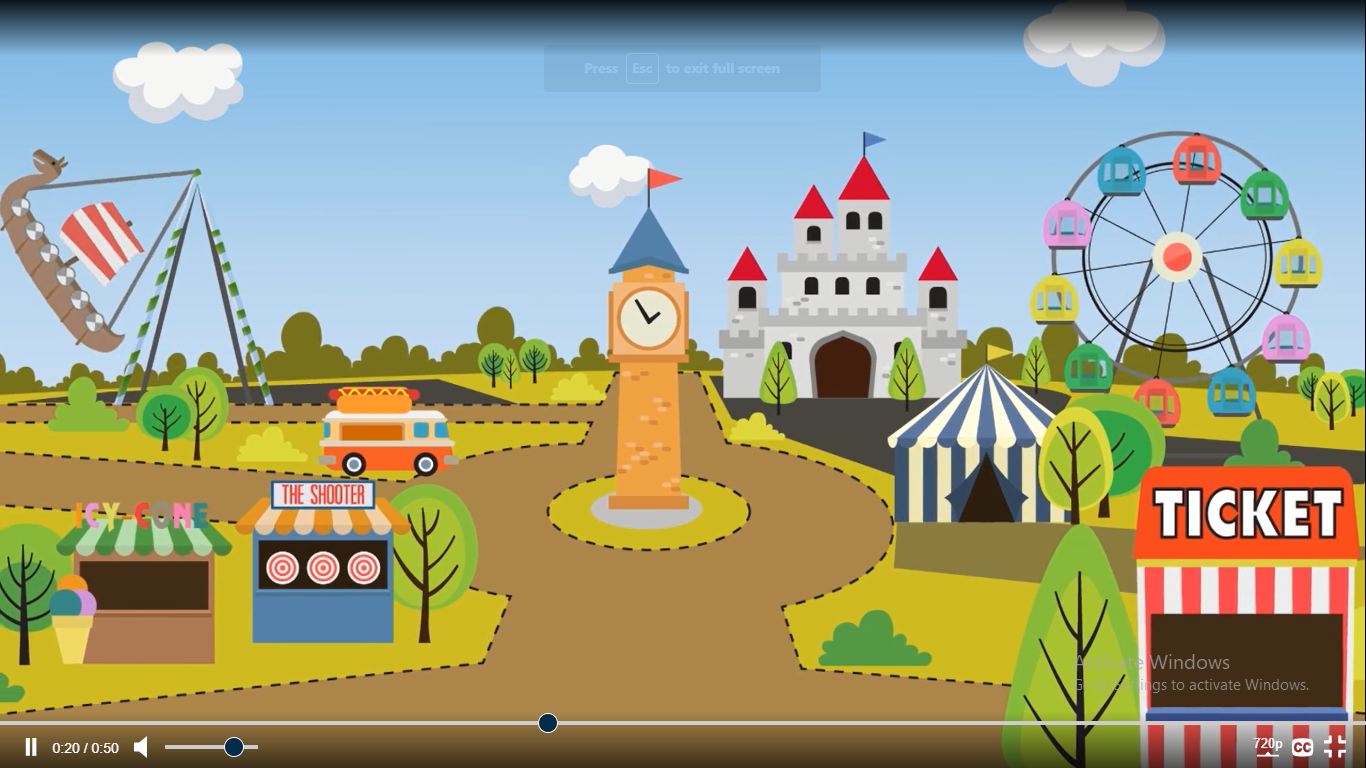 Press Esc to exit full screen
THE SHOOTER
ICY CONE
TICKET
Activate Windows
Go to Settings to activate Windows.
0:20 / 0:50
720p
CC